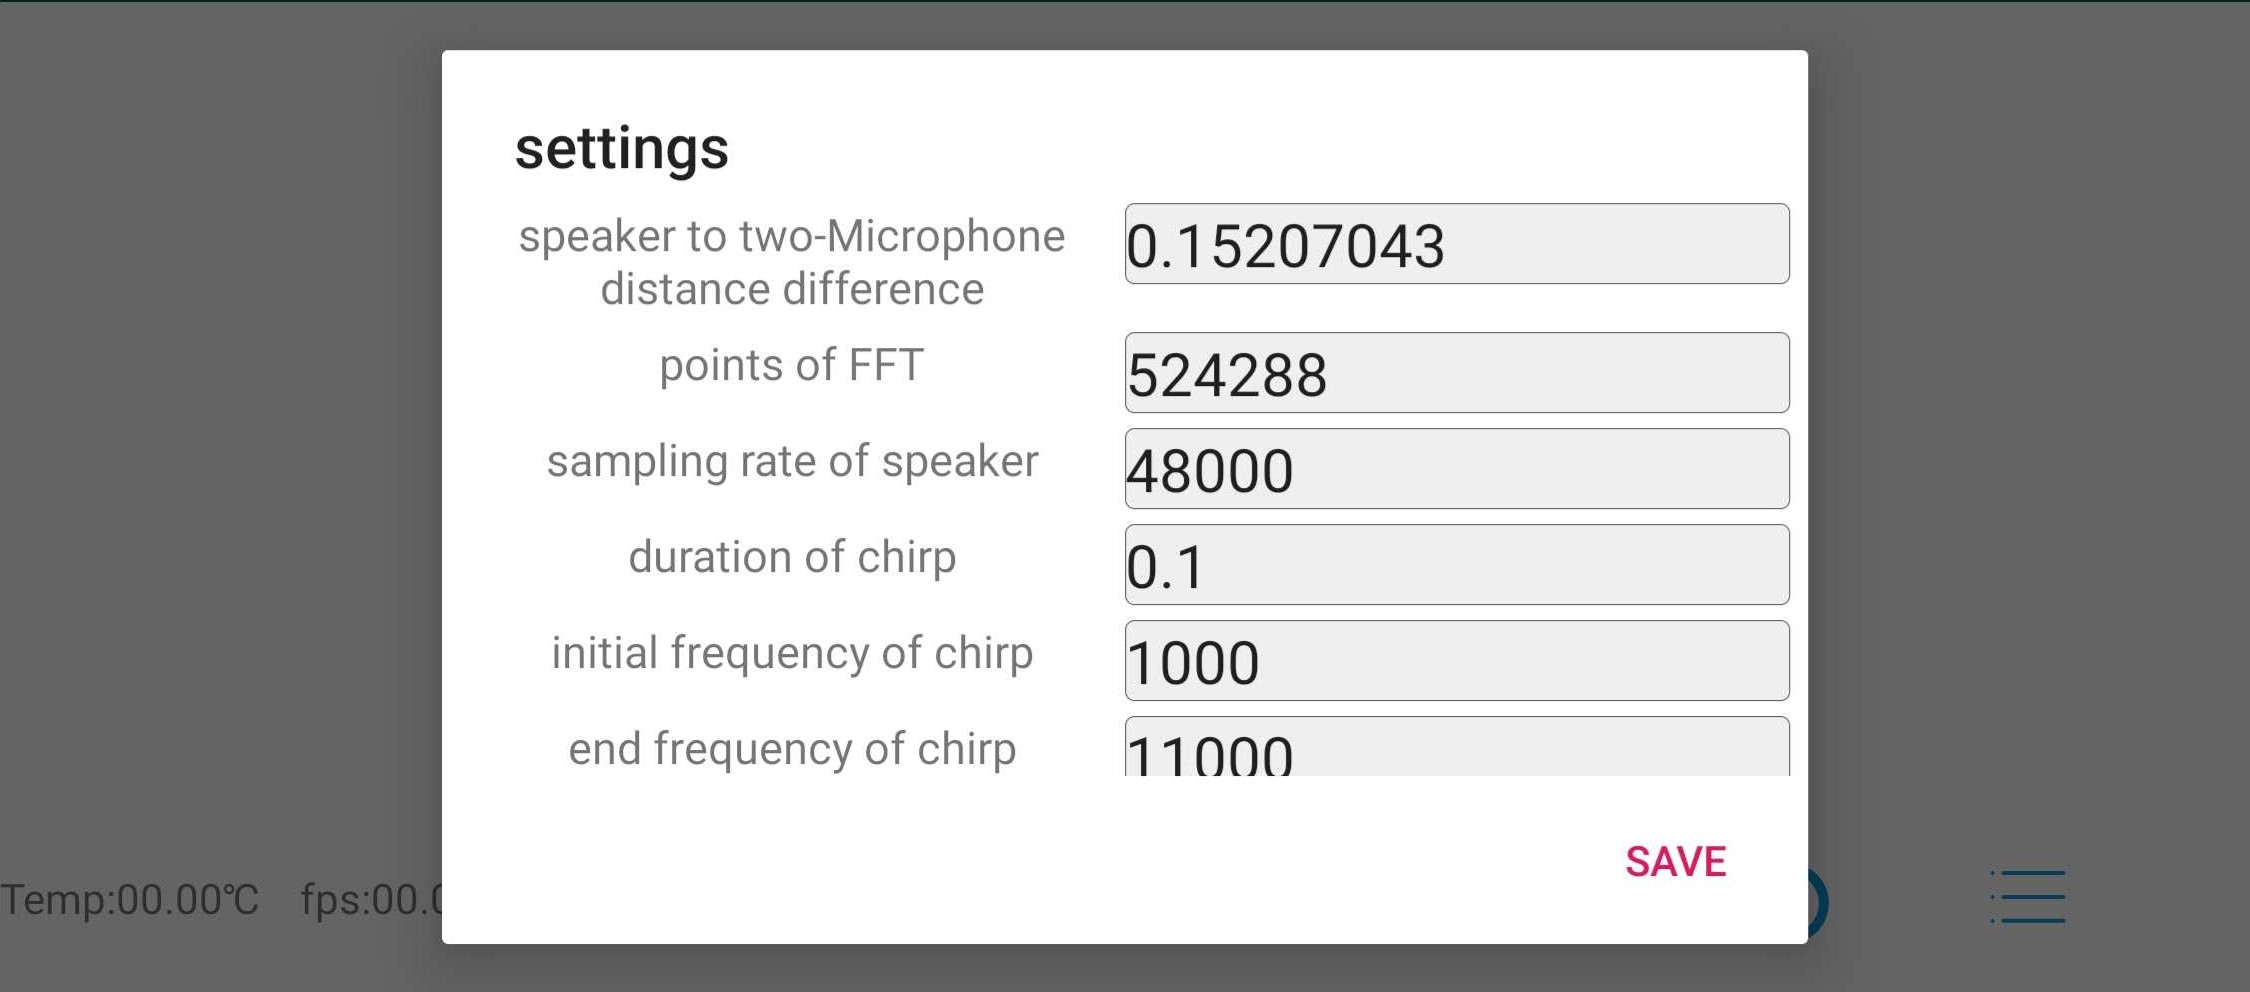 settings
speaker to two-Microphone
distance difference
0.15207043
points of FFT
524288
sampling rate of speaker
48000
duration of chirp
0.1
initial frequency of chirp
1000
end frequency of chirp
11000
SAVE
Temp:00.00℃ fps:00.0